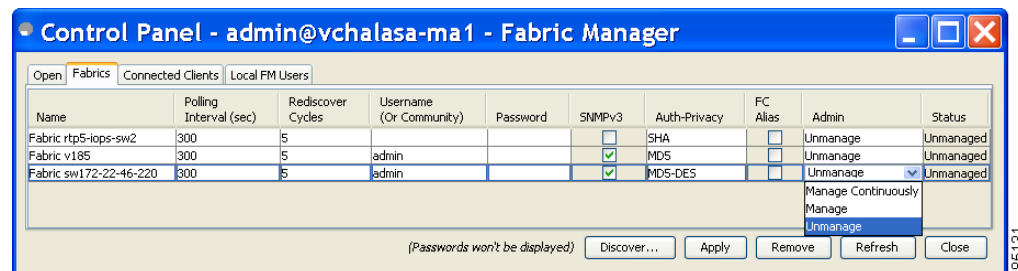 Control Panel - admin@vchalasa-ma1 - Fabric Manager
Open Fabrics Connected Clients Local FM Users
Name Polling Interval (sec) Rediscover Cycles Username (Or Community) Password SNMPv3 Auth-Privacy FC Alias Admin Status
Fabric rtp5-iops-sw2 300 5 SHA Unmanage Unmanaged
Fabric v185 300 5 admin MD5 Unmanage Unmanaged
Fabric sw172-22-46-220 300 5 admin MD5-DES Unmanage Unmanaged
Manage Continuously
Manage
Unmanage
(Passwords won't be displayed) Discover... Apply Remove Refresh Close